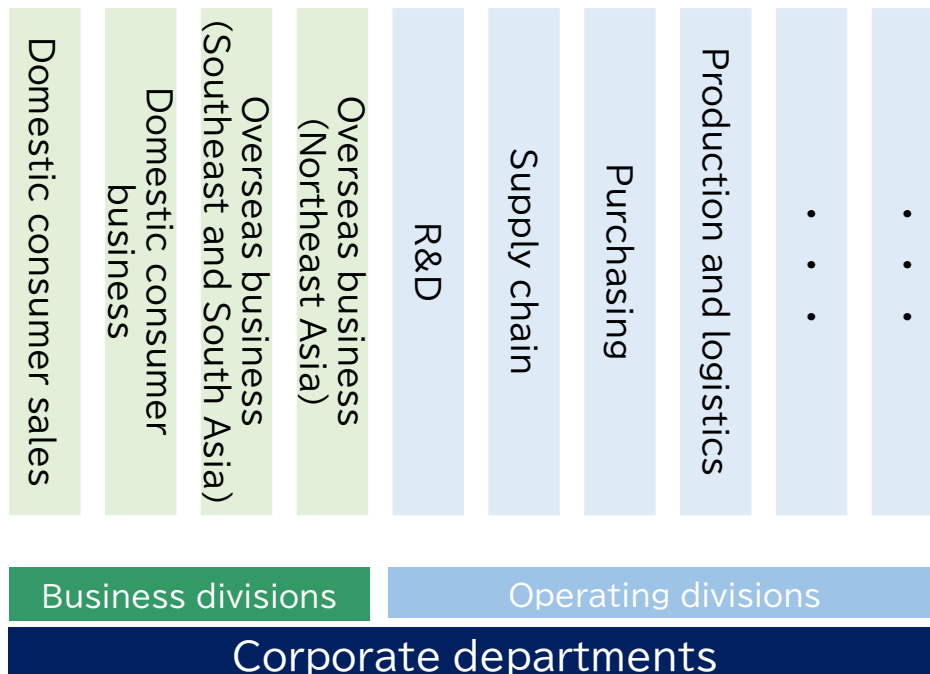 Domestic consumer sales
Domestic consumer
business
Overseas business
(Southeast and South Asia)
Overseas business
(Northeast Asia)
R&D
Supply chain
Purchasing
Production and logistics
・・・
・・・
Business divisions
Operating divisions
Corporate departments